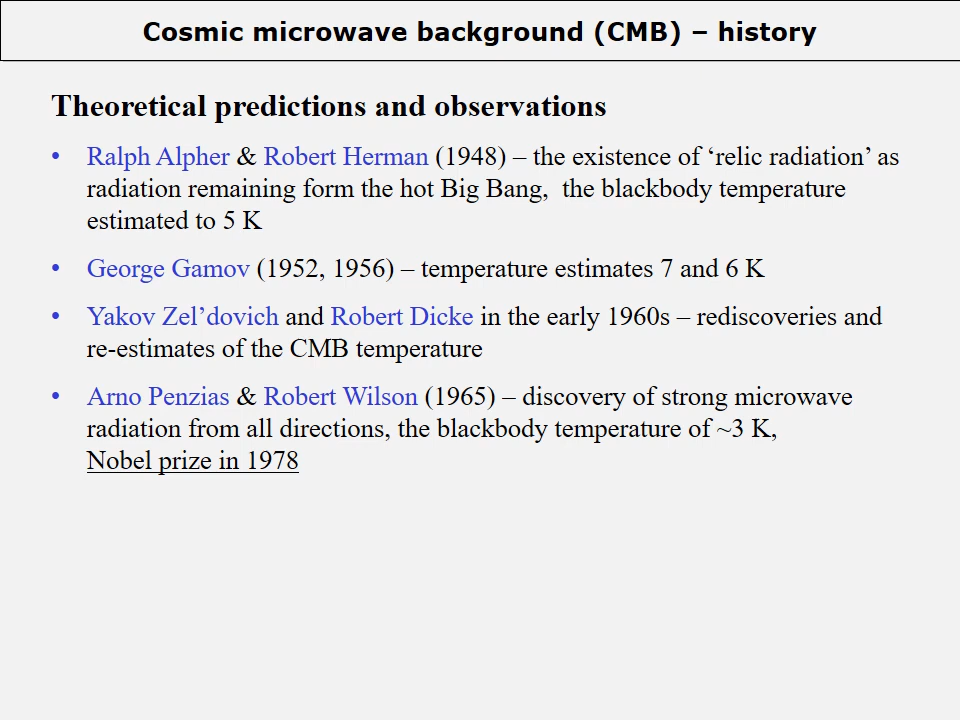 Cosmic microwave background (CMB) – history
Theoretical predictions and observations
• Ralph Alpher & Robert Herman (1948) – the existence of ‘relic radiation’ as
radiation remaining form the hot Big Bang,  the blackbody temperature
estimated to 5 K
• George Gamov (1952, 1956) – temperature estimates 7 and 6 K
• Yakov Zel’dovich and Robert Dicke in the early 1960s – rediscoveries and
re-estimates of the CMB temperature
• Arno Penzias & Robert Wilson (1965) – discovery of strong microwave
radiation from all directions, the blackbody temperature of ~3 K,
Nobel prize in 1978